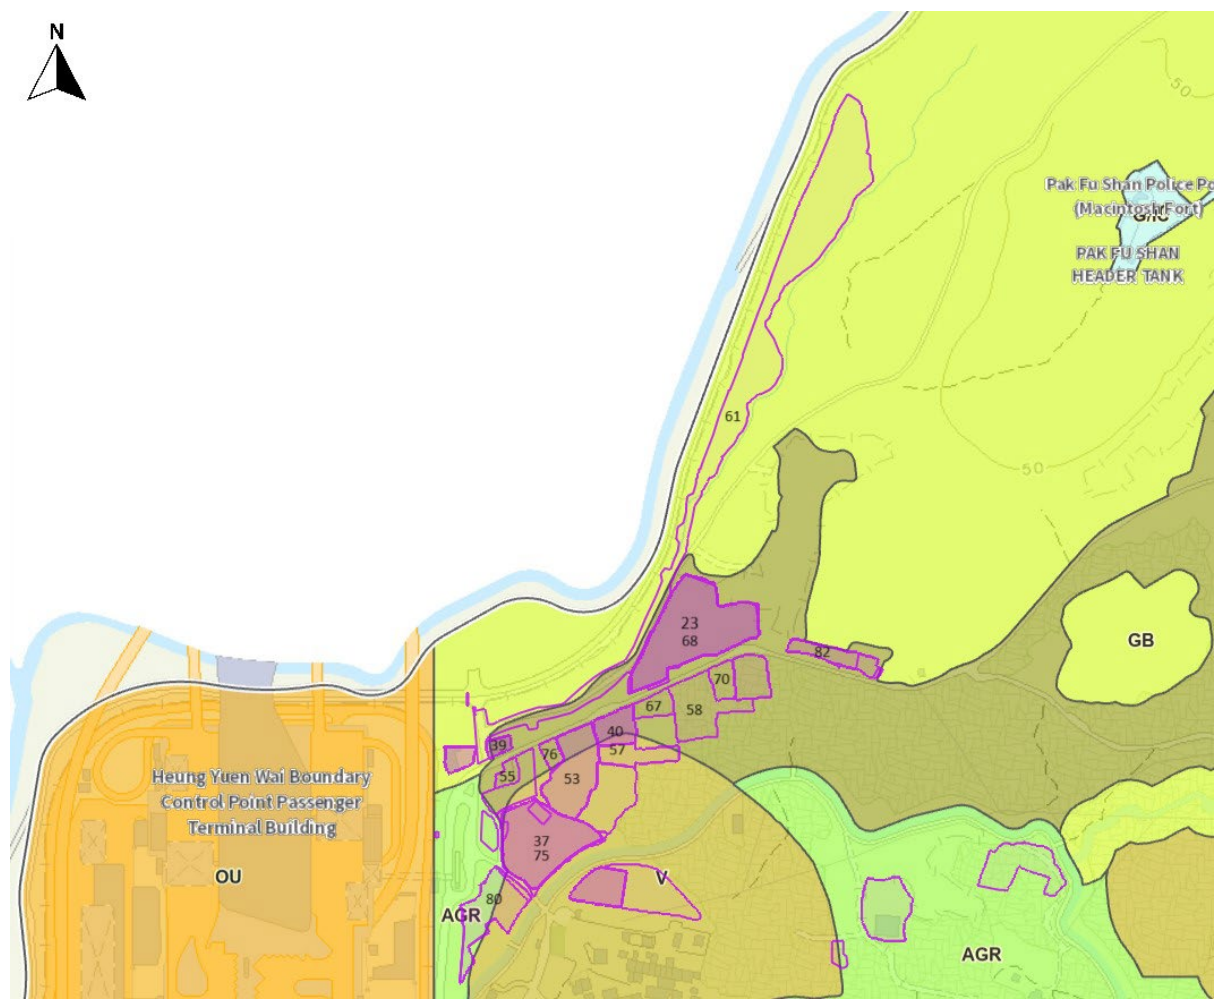 N
50
Pak Fu Shan Police Po
(Macintosh Fort)
G/IC
PAK FU SHAN
HEADER TANK
61
50
23
68
GB
82
70
67
58
40
39
76
57
55
53
Heung Yuen Wai Boundary
Control Point Passenger
Terminal Building
37
75
OU
V
80
AGR
AGR